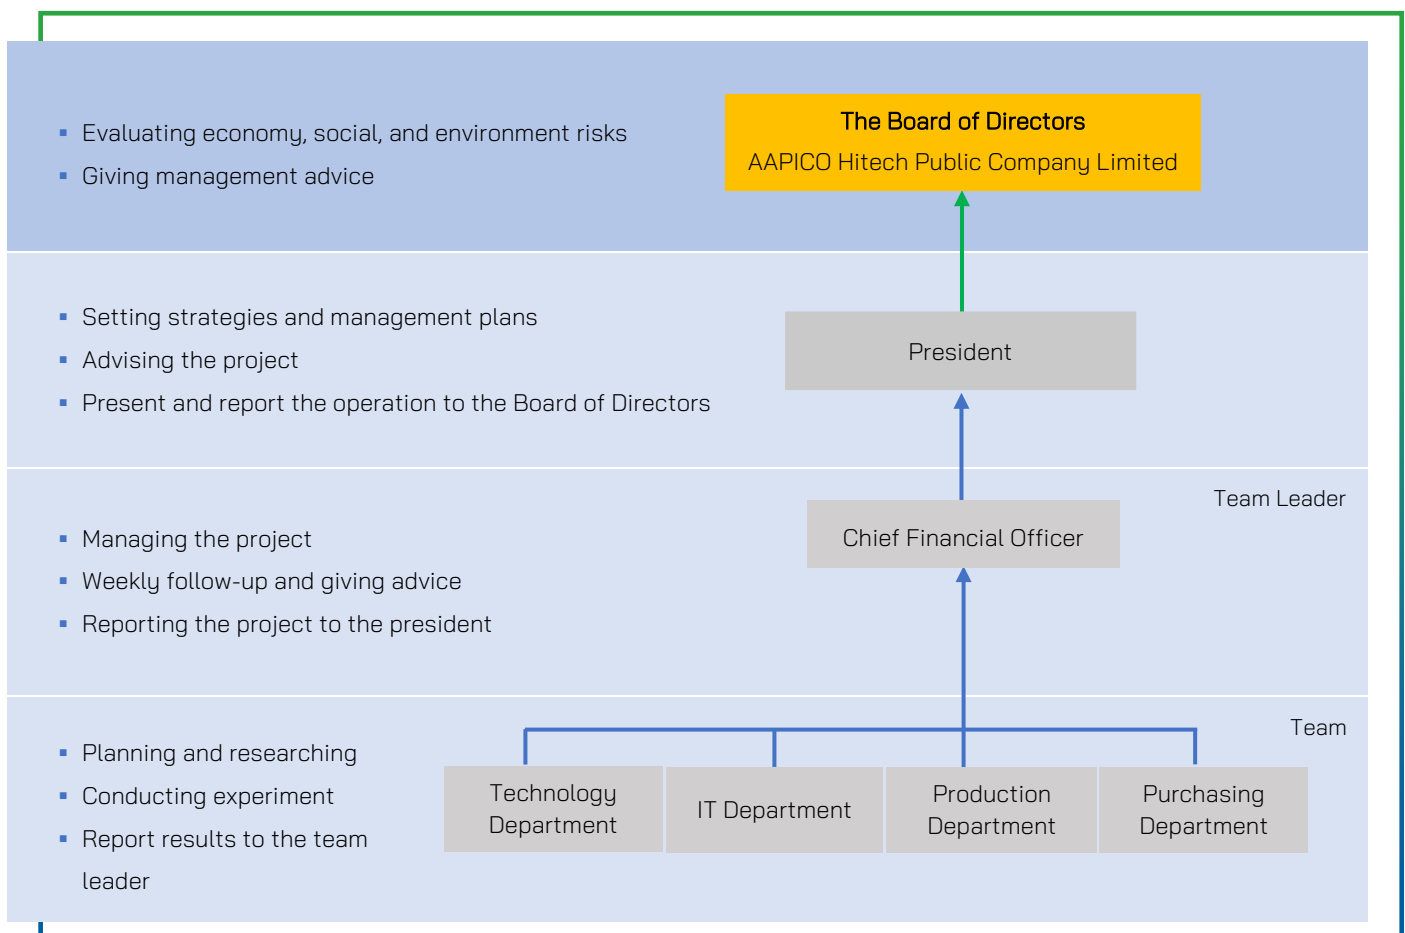 ▪ Evaluating economy, social, and environment risks
▪ Giving management advice
The Board of Directors
AAPICO Hitech Public Company Limited
▪ Setting strategies and management plans
▪ Advising the project
▪ Present and report the operation to the Board of Directors
President
Team Leader
▪ Managing the project
▪ Weekly follow-up and giving advice
▪ Reporting the project to the president
Chief Financial Officer
Team
▪ Planning and researching
▪ Conducting experiment
▪ Report results to the team
leader
Technology
Department
IT Department
Production
Department
Purchasing
Department